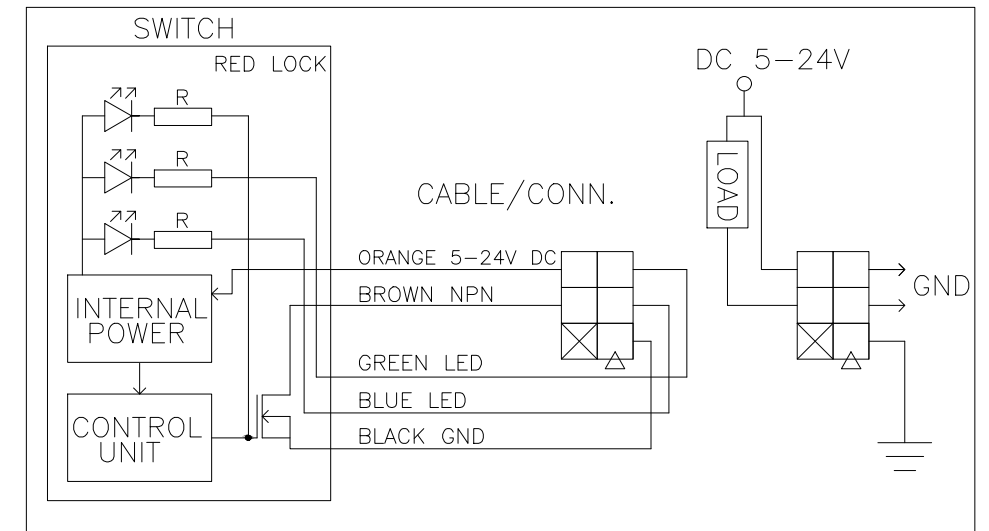 SWITCH
RED LOCK
R
R
R
INTERNAL
POWER
CONTROL
UNIT
CABLE/CONN.
ORANGE 5-24V DC
BROWN NPN
GREEN LED
BLUE LED
BLACK GND
DC 5-24V
LOAD
GND